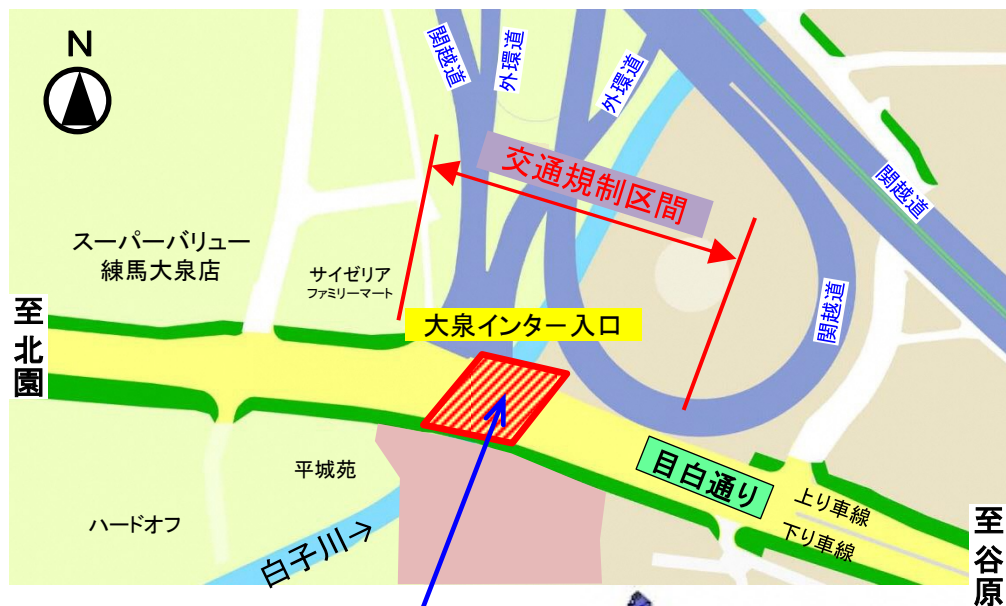 N
関越道
外環道
外環道
交通規制区間
関越道
スーパーバリュー
練馬大泉店
サイゼリア
ファミリーマート
関越道
至北園
大泉インター入口
目白通り
平城苑
上り車線
下り車線
ハードオフ
白子川→
至谷原